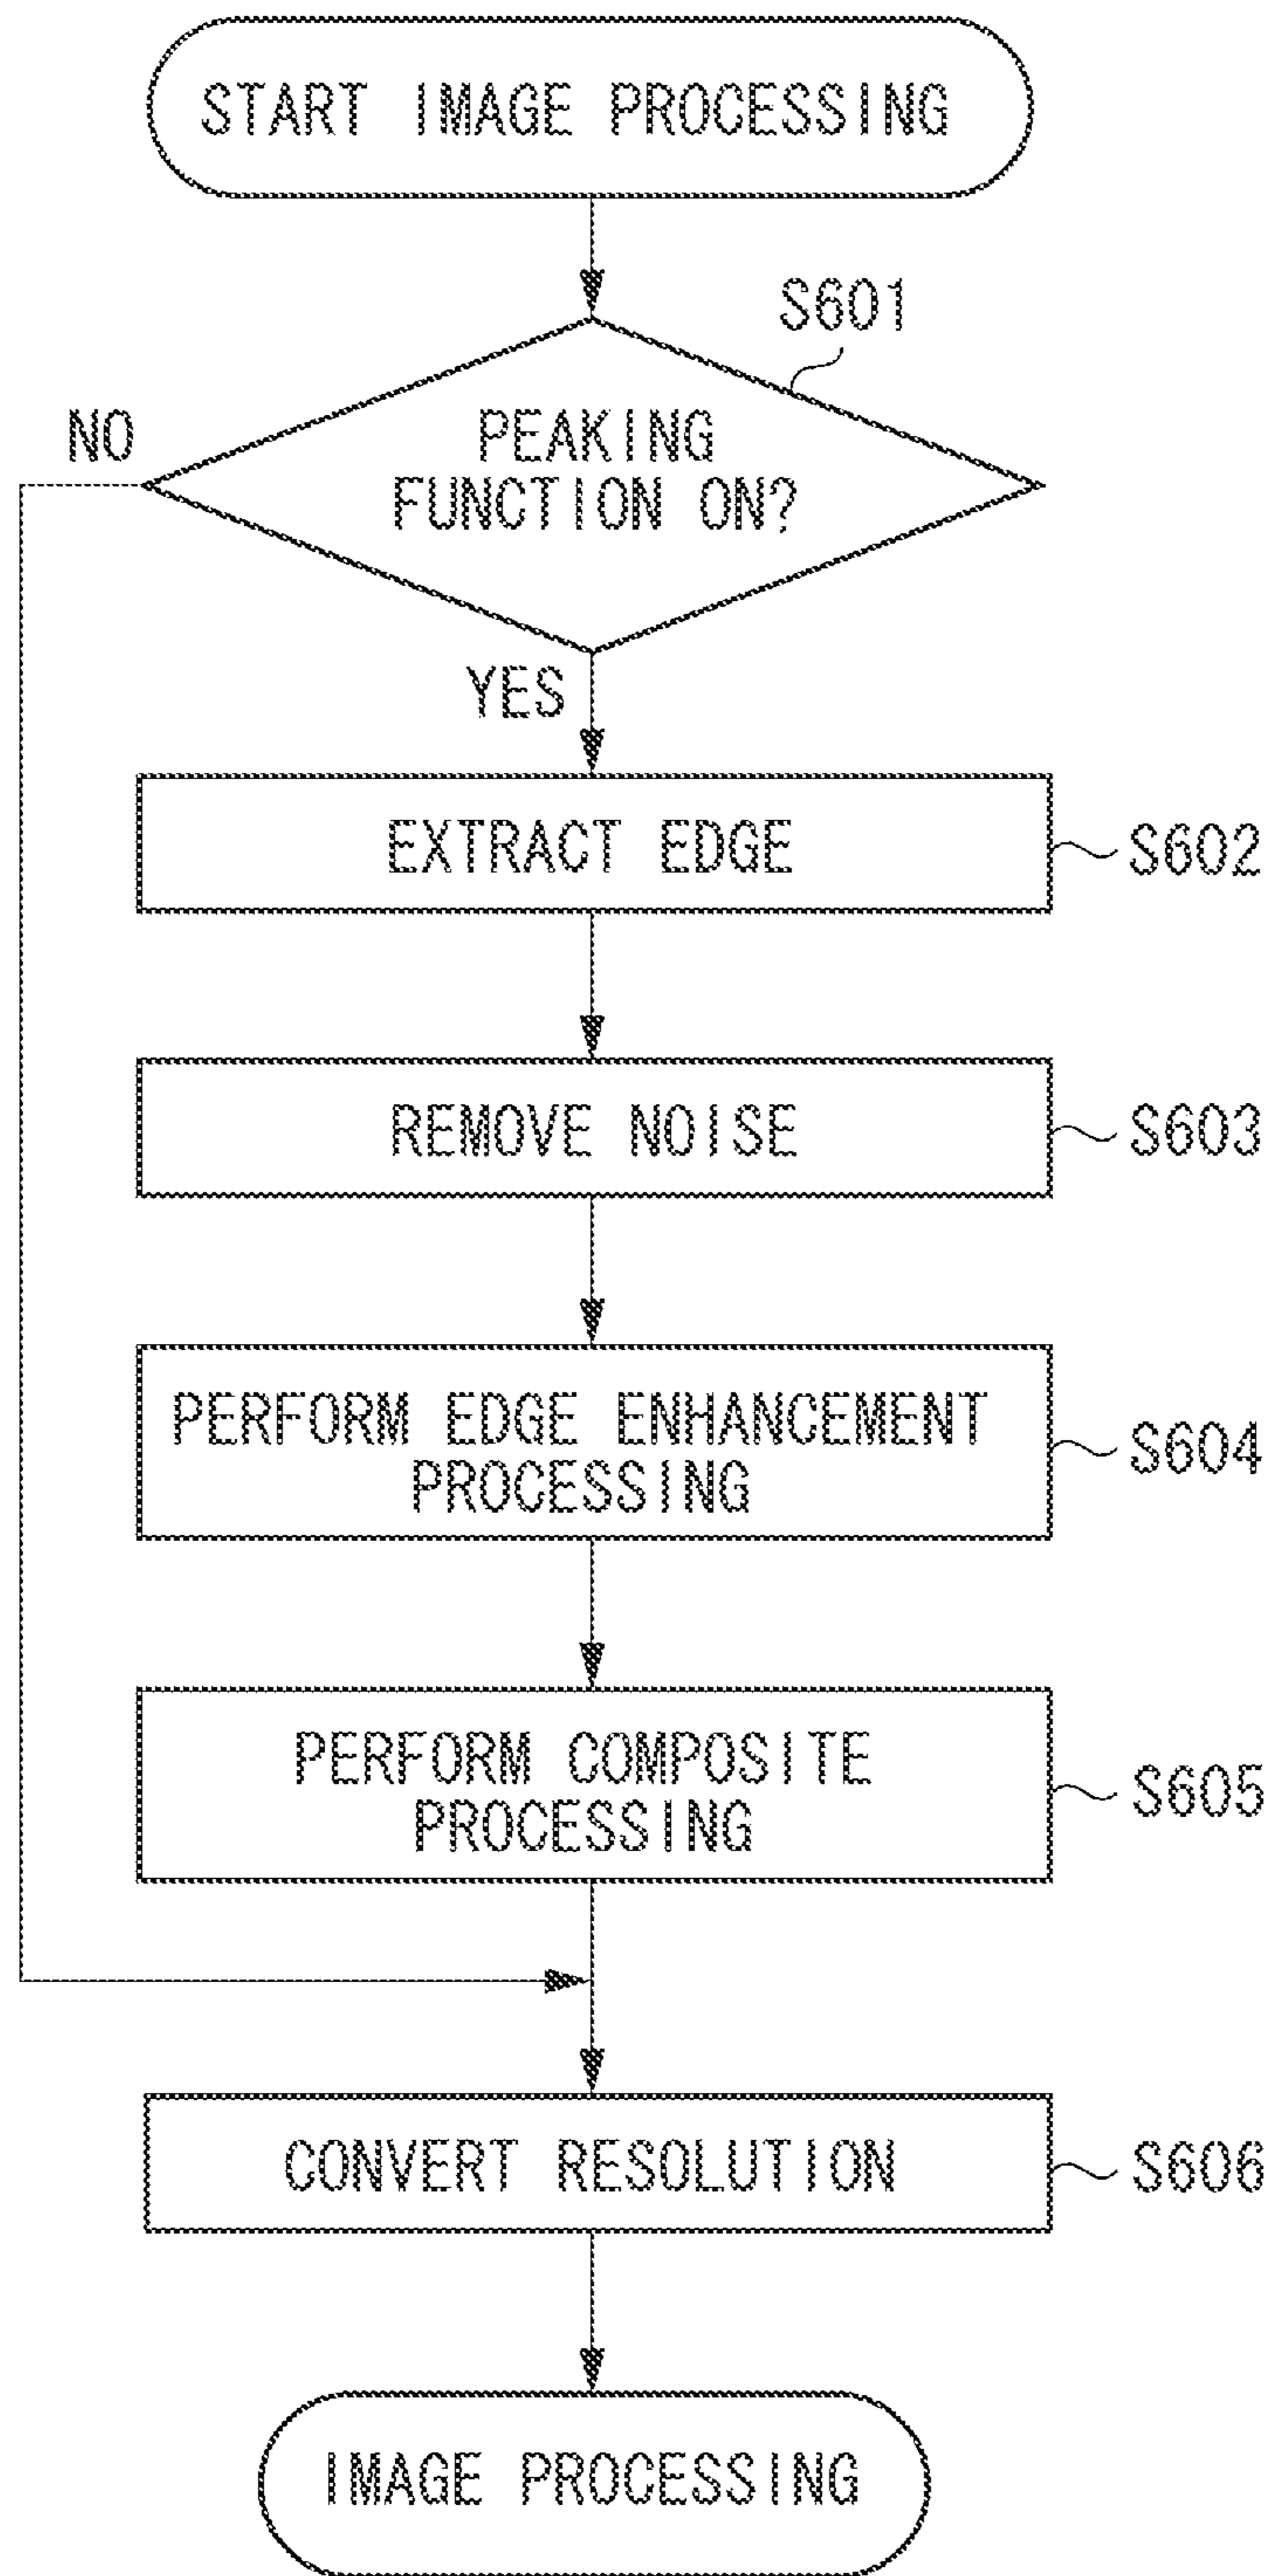 START IMAGE PROCESSING
S601
NO
PEAKING
FUNCTION ON?
YES
EXTRACT EDGE
S602
REMOVE NOISE
S603
PERFORM EDGE ENHANCEMENT
PROCESSING
S604
PERFORM COMPOSITE
PROCESSING
S605
CONVERT RESOLUTION
S606
IMAGE PROCESSING